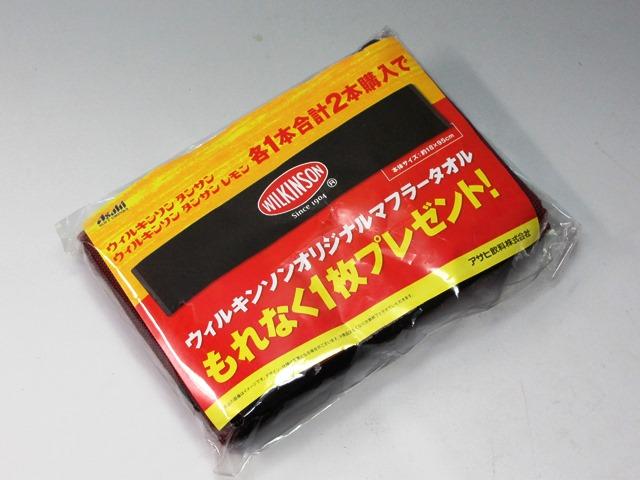 Asahi
ウィルキンソン タンサン
ウィルキンソン タンサン レモン
各1本合計2本購入で
本体サイズ:約18×95cm
WILKINSON
®
Since 1904
ウィルキンソンオリジナルマフラータオル
もれなく1枚プレゼント!
アサヒ飲料株式会社